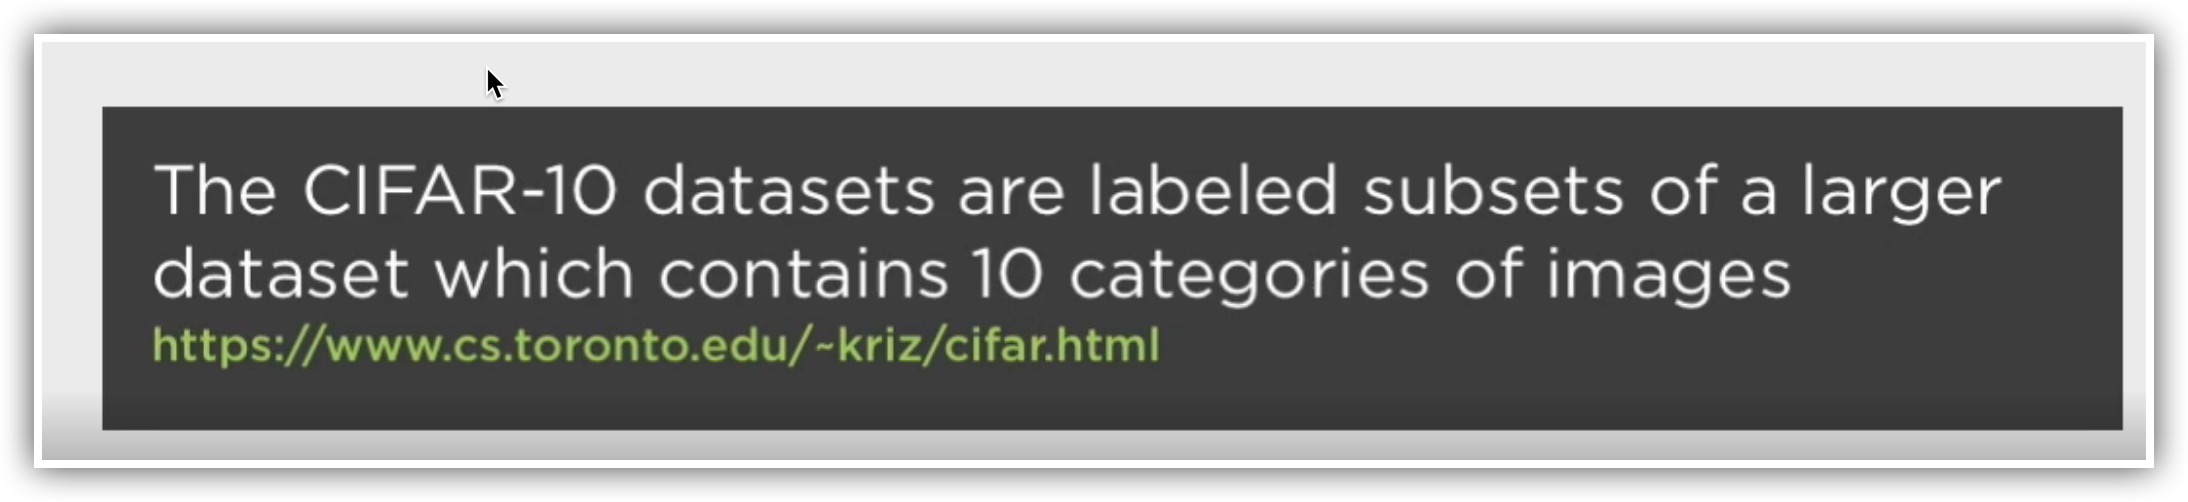 The CIFAR-10 datasets are labeled subsets of a larger
dataset which contains 10 categories of images
https://www.cs.toronto.edu/~kriz/cifar.html